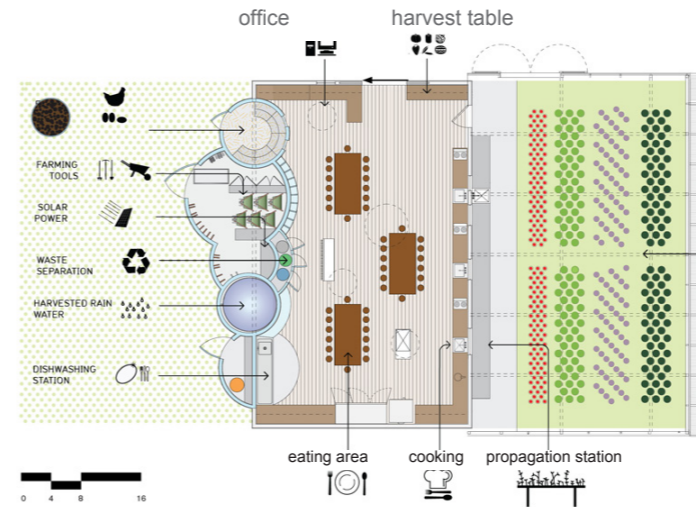 office
harvest table
FARMING
TOOLS
SOLAR
POWER
WASTE
SEPARATION
HARVESTED RAIN
WATER
DISHWASHING
STATION
eating area
cooking
propagation station
0
4
8
16